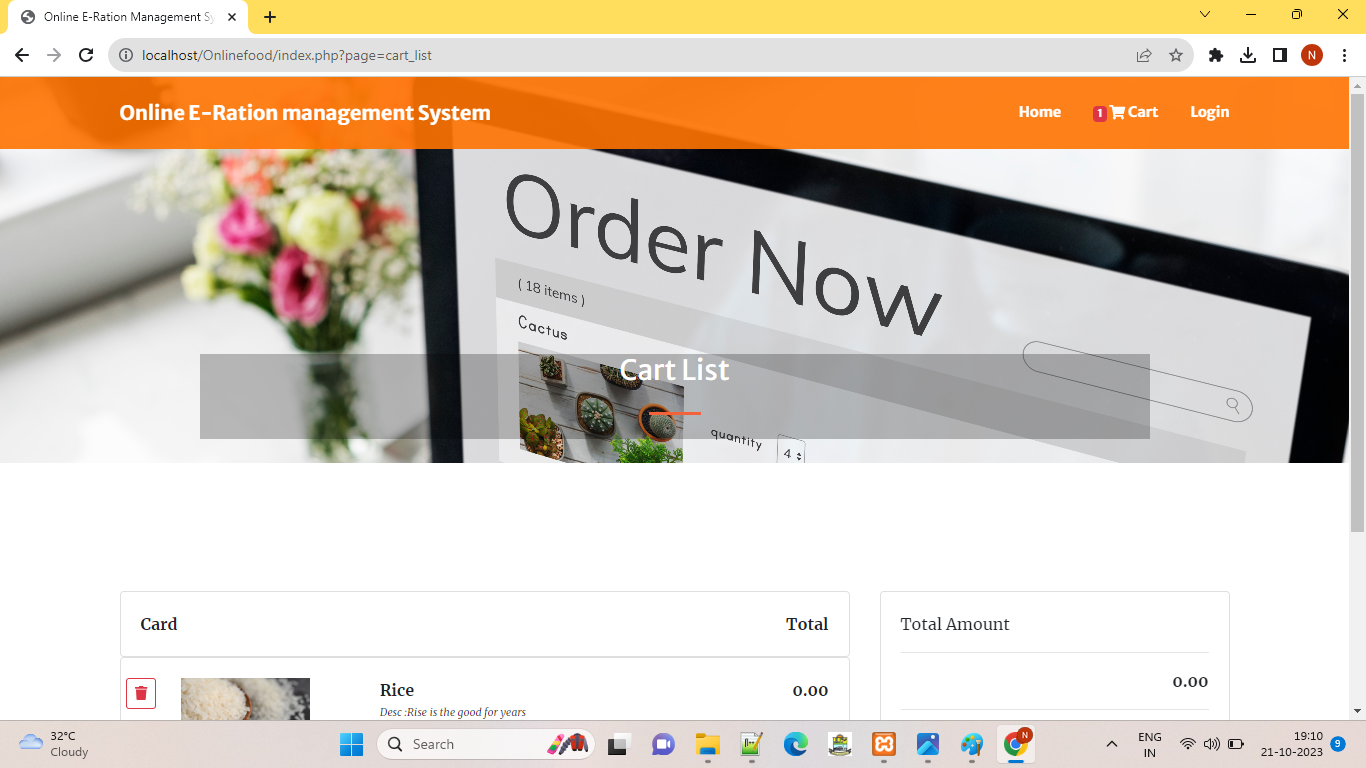 Online E-Ration Management Sy
localhost/Onlinefood/index.php?page=cart_list
N
Online E-Ration management System
Home
1 Cart
Login
Order Now
( 18 items )
Cactus
Cart List
quantity
4
Card
Total
Total Amount
Rice
0.00
0.00
Desc :Rise is the good for years
32°C
Cloudy
Search
N
ENG
IN
19:10
21-10-2023
9